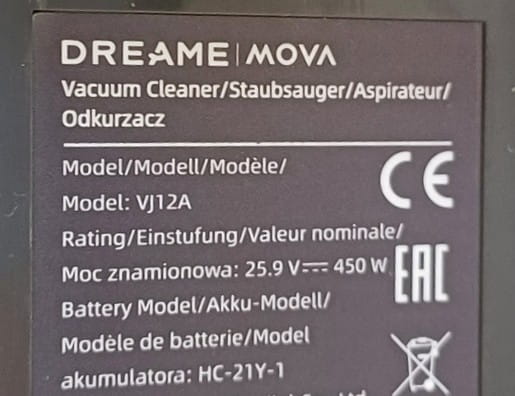 DREAME | MOVA
Vacuum Cleaner/Staubsauger/Aspirateur/
Odkurzacz
Model/Modell/Modèle/
Model: VJ12A
CE
Rating/Einstufung/Valeur nominale/
Moc znamionowa: 25.9 V⎓ 450 W
EAC
Battery Model/Akku-Modell/
Modèle de batterie/Model
akumulatora: HC-21Y-1